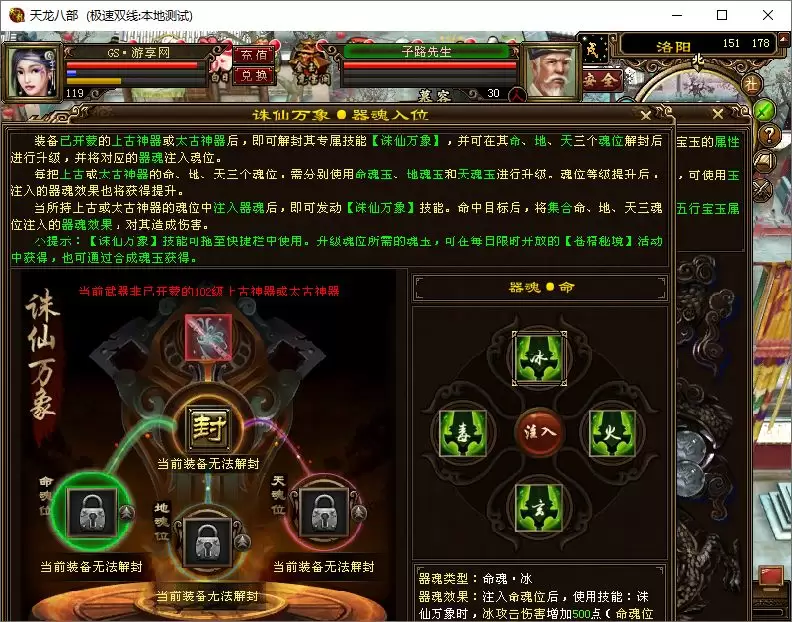 天龙八部 (极速双线:本地测试)
GS·游享网
充值
子路先生
洛阳
151 178
北
兑换
安全
119
慕容
30
诛仙万象●器魂入位
装备已开蒙的上古神器或太古神器后，即可解封其专属技能【诛仙万象】，并可在其命、地、天三个魂位解封后
进行升级，并将对应的器魂注入魂位。
每把上古或太古神器的命、地、天三个魂位，需分别使用命魂玉、地魂玉和天魂玉进行升级。魂位等级提升后，
注入的器魂效果也将获得提升。
当所持上古或太古神器的魂位中注入器魂后，即可发动【诛仙万象】技能。命中目标后，将集合命、地、天三魂
位注入的器魂效果，对其造成伤害。
小提示：【诛仙万象】技能可拖至快捷栏中使用。升级魂位所需的魂玉，可在每日限时开放的【苍穹秘境】活动
中获得，也可通过合成魂玉获得。
宝玉的属性
，可使用玉
五行宝玉属
当前武器非已开蒙的102级上古神器或太古神器
诛仙万象
封
当前装备无法解封
命魂位
地魂位
天魂位
当前装备无法解封
当前装备无法解封
当前装备无法解封
器魂●命
冰
毒
注入
火
玄
器魂类型：命魂·冰
器魂效果：注入命魂位后，使用技能：诛
仙万象时，冰攻击伤害增加500点（命魂位